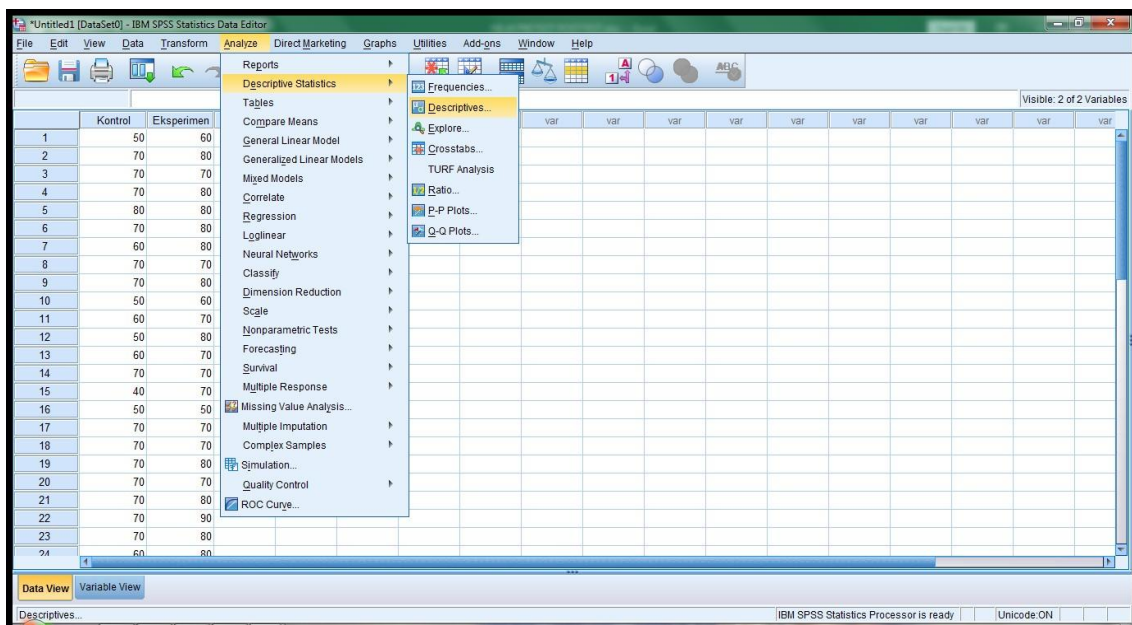 *Untitled1 [DataSet0] - IBM SPSS Statistics Data Editor
File Edit View Data Transform Analyze Direct Marketing Graphs Utilities Add-ons Window Help
Visible: 2 of 2 Variables
Reports
Descriptive Statistics
Tables
Compare Means
General Linear Model
Generalized Linear Models
Mixed Models
Correlate
Regression
Loglinear
Neural Networks
Classify
Dimension Reduction
Scale
Nonparametric Tests
Forecasting
Survival
Multiple Response
Missing Value Analysis...
Multiple Imputation
Complex Samples
Simulation...
Quality Control
ROC Curve...
Frequencies...
Descriptives...
Explore...
Crosstabs...
TURF Analysis
Ratio...
P-P Plots...
Q-Q Plots...
Kontrol Eksperimen var var var var var var var var var
1 50 60
2 70 80
3 70 70
4 70 80
5 80 80
6 70 80
7 60 80
8 70 70
9 70 80
10 50 60
11 60 70
12 50 80
13 60 70
14 70 70
15 40 70
16 50 50
17 70 70
18 70 70
19 70 80
20 70 70
21 70 80
22 70 90
23 70 80
24 60 80
Data View Variable View
Descriptives... IBM SPSS Statistics Processor is ready Unicode:ON